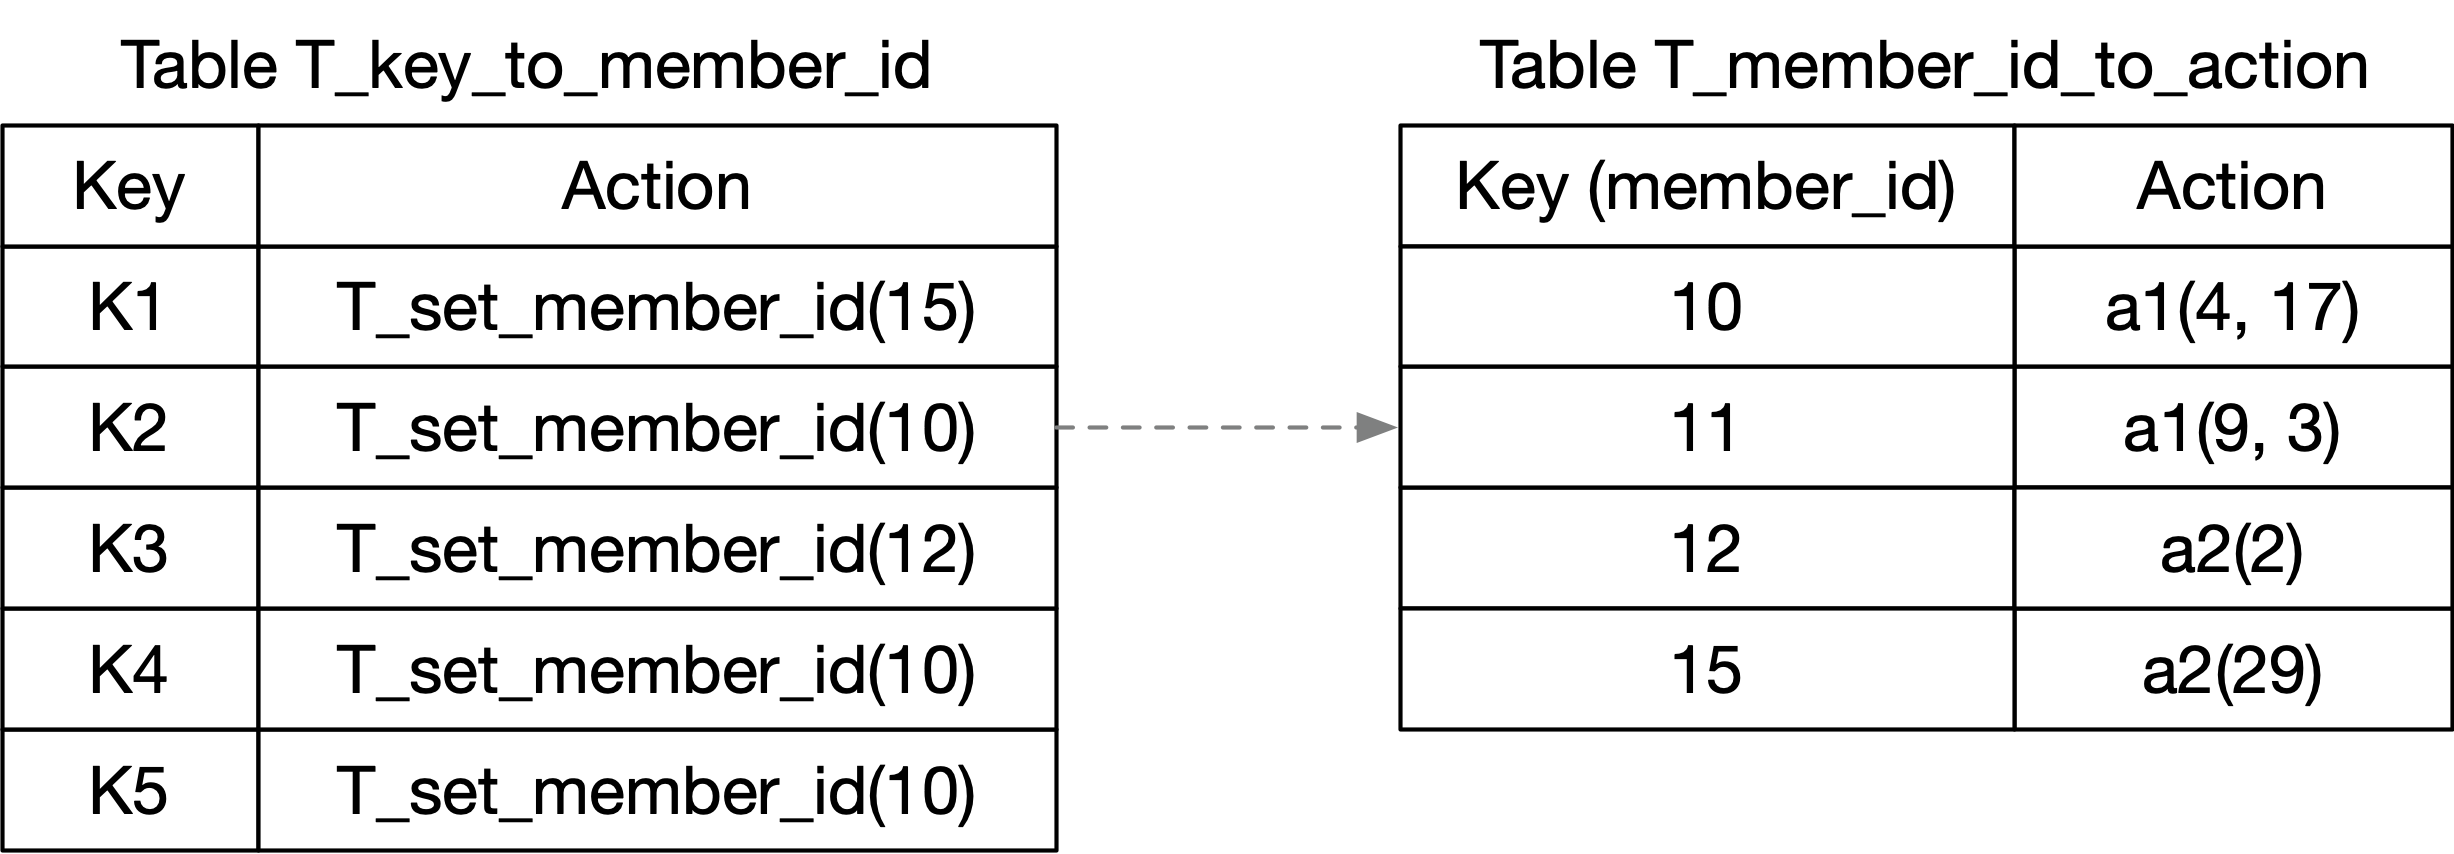 Table T_key_to_member_id
Key Action
K1 T_set_member_id(15)
K2 T_set_member_id(10)
K3 T_set_member_id(12)
K4 T_set_member_id(10)
K5 T_set_member_id(10)
Table T_member_id_to_action
Key (member_id) Action
10 a1(4, 17)
11 a1(9, 3)
12 a2(2)
15 a2(29)